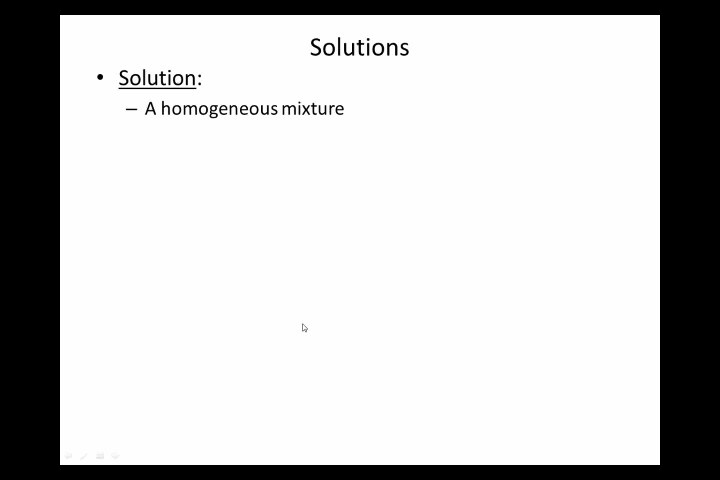 Solutions
• Solution:
– A homogeneous mixture